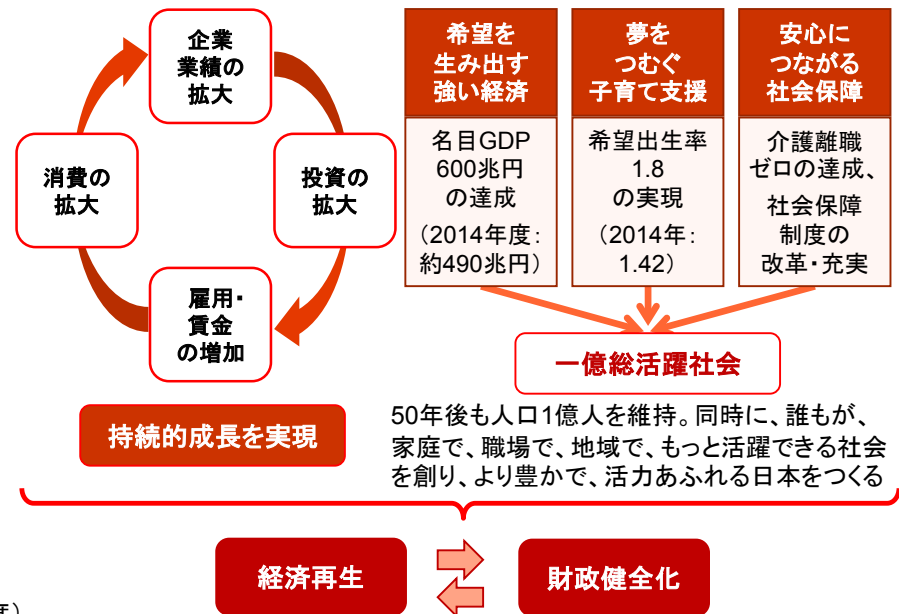 企業
業績の
拡大
投資の
拡大
雇用・
賃金
の増加
消費の
拡大
持続的成長を実現
希望を
生み出す
強い経済
名目GDP
600兆円
の達成
（2014年度：
約490兆円）
夢を
つむぐ
子育て支援
希望出生率
1.8
の実現
（2014年：
1.42）
安心に
つながる
社会保障
介護離職
ゼロの達成、
社会保障
制度の
改革・充実
一億総活躍社会
50年後も人口1億人を維持。同時に、誰もが、
家庭で、職場で、地域で、もっと活躍できる社会
を創り、より豊かで、活力あふれる日本をつくる
経済再生
財政健全化